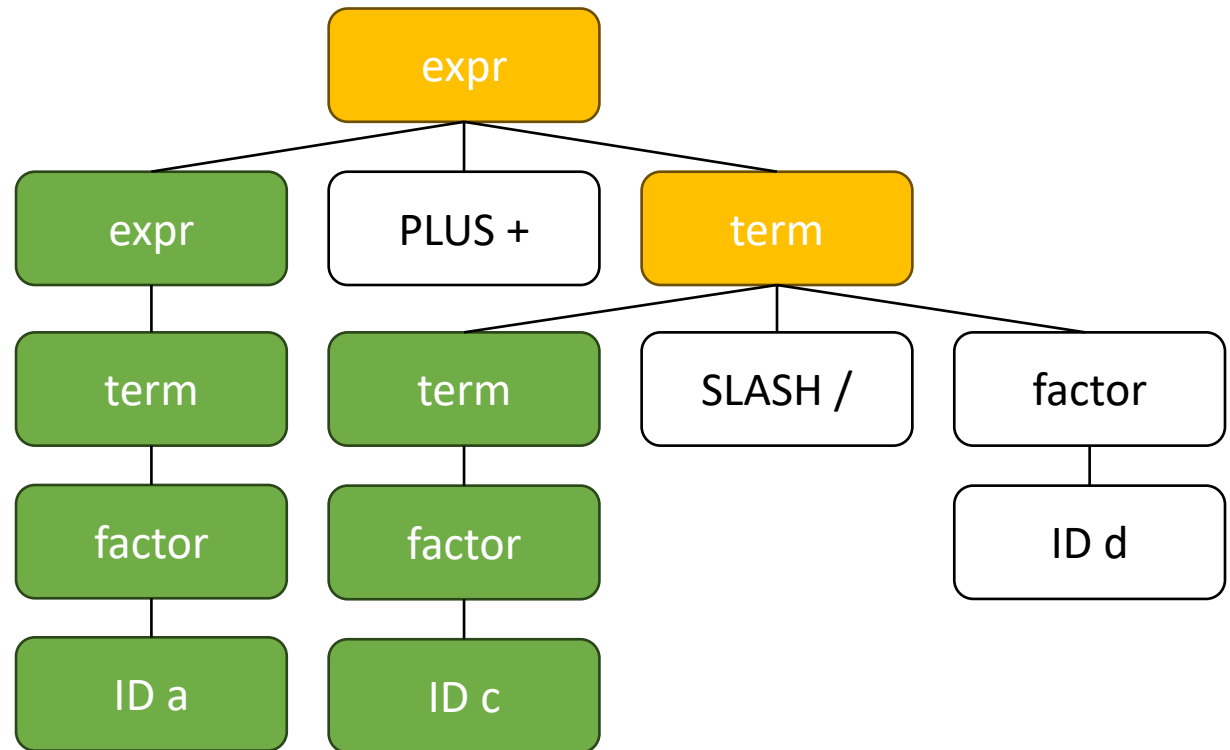 expr
expr
PLUS +
term
term
term
SLASH /
factor
factor
factor
ID d
ID a
ID c